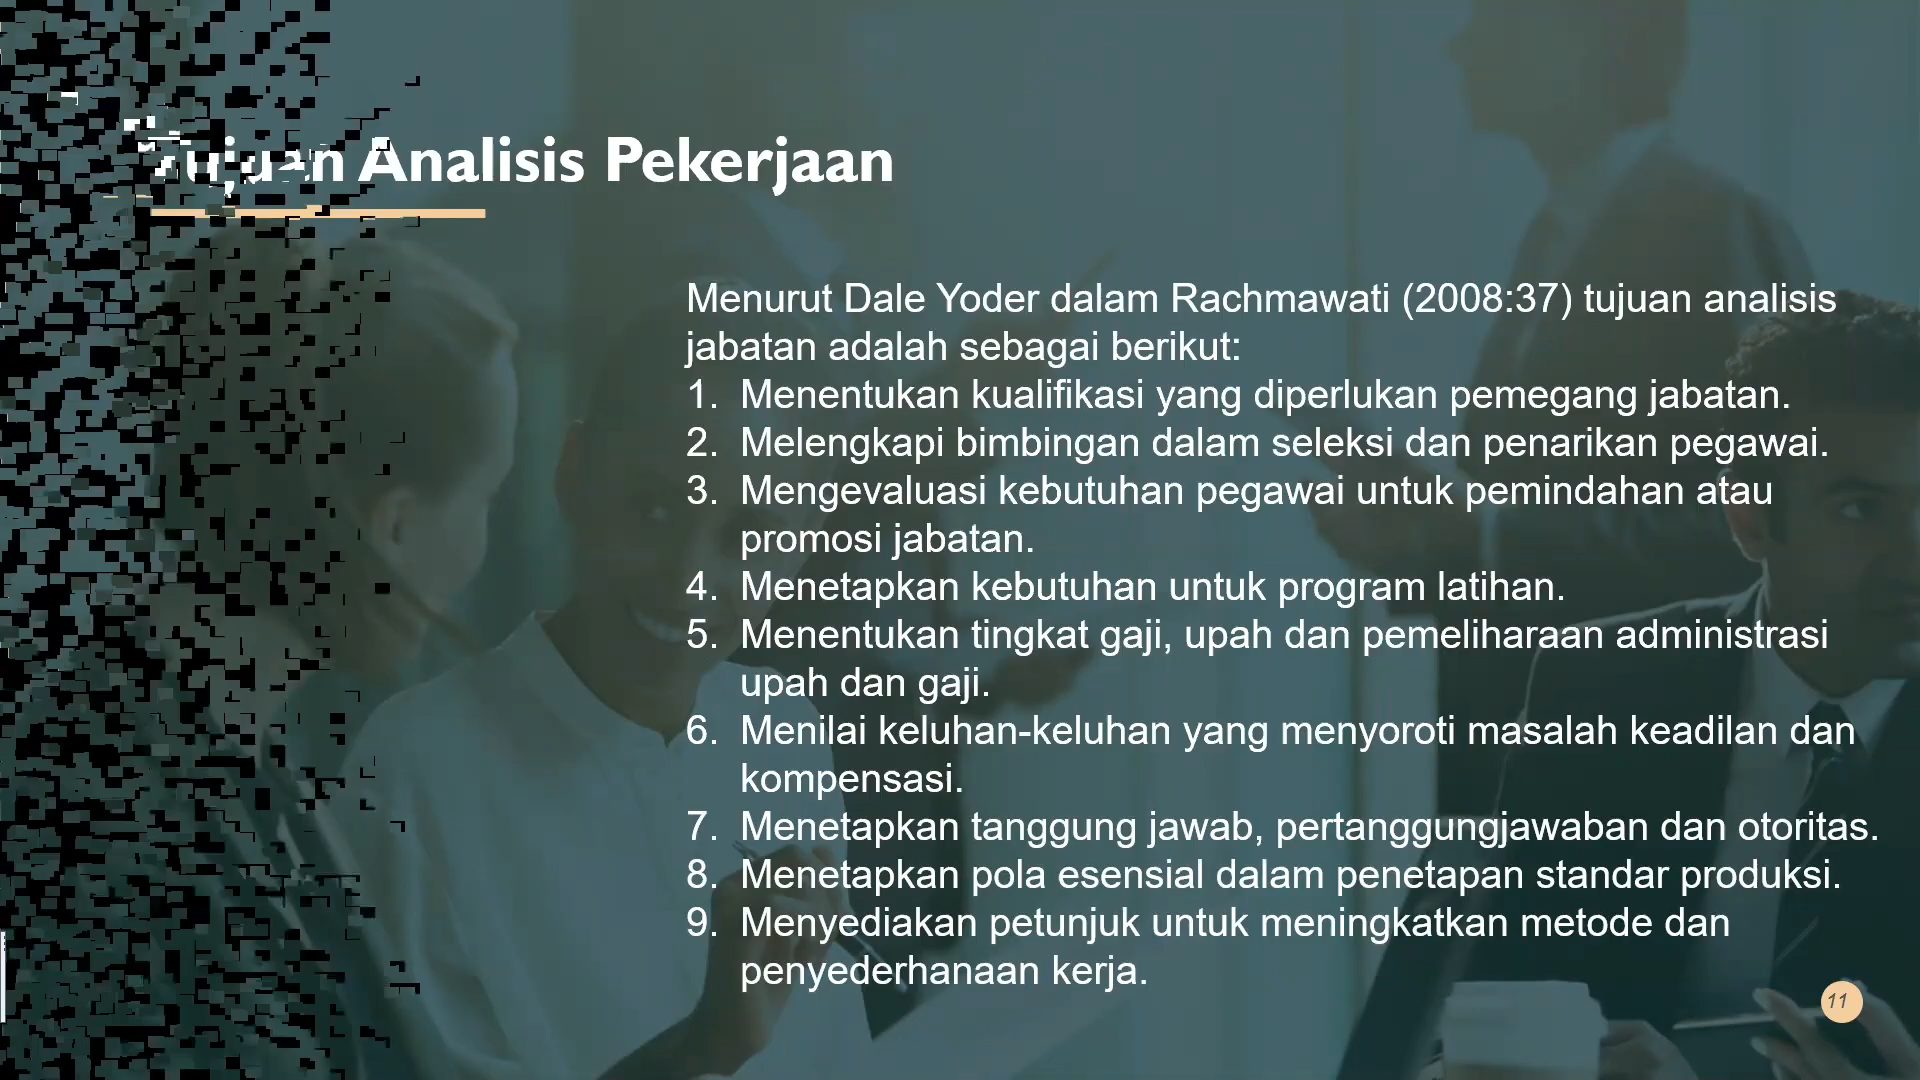 Tujuan Analisis Pekerjaan
Menurut Dale Yoder dalam Rachmawati (2008:37) tujuan analisis
jabatan adalah sebagai berikut:
1. Menentukan kualifikasi yang diperlukan pemegang jabatan.
2. Melengkapi bimbingan dalam seleksi dan penarikan pegawai.
3. Mengevaluasi kebutuhan pegawai untuk pemindahan atau
promosi jabatan.
4. Menetapkan kebutuhan untuk program latihan.
5. Menentukan tingkat gaji, upah dan pemeliharaan administrasi
upah dan gaji.
6. Menilai keluhan-keluhan yang menyoroti masalah keadilan dan
kompensasi.
7. Menetapkan tanggung jawab, pertanggungjawaban dan otoritas.
8. Menetapkan pola esensial dalam penetapan standar produksi.
9. Menyediakan petunjuk untuk meningkatkan metode dan
penyederhanaan kerja.
11